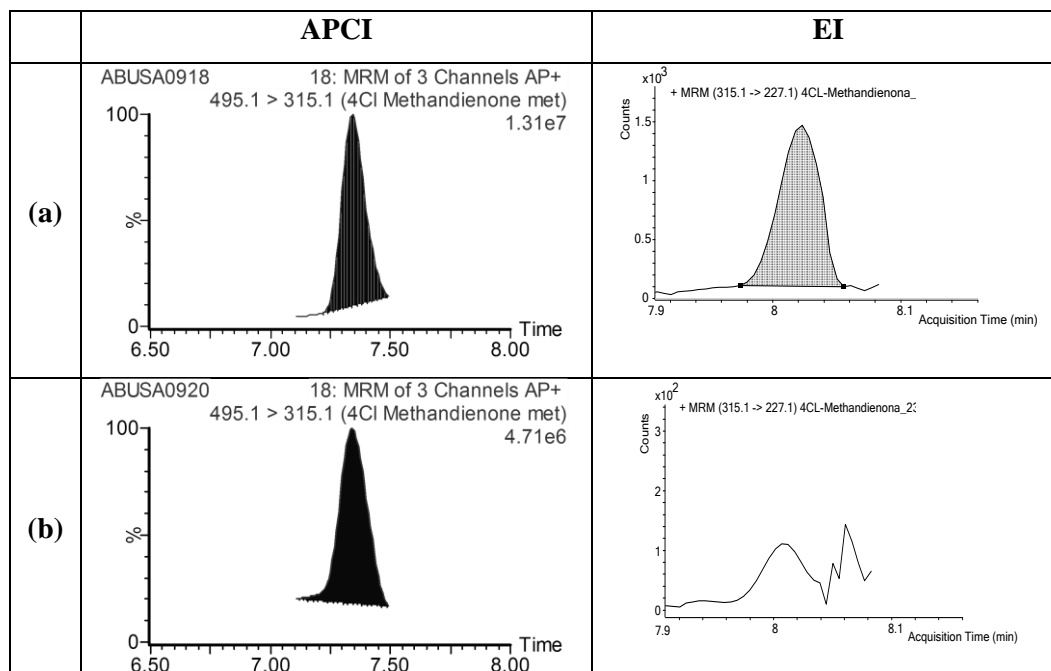 APCI EI
(a)
ABUSA0918 18: MRM of 3 Channels AP+
495.1 > 315.1 (4Cl Methandienone met)
1.31e7
100
%
0
Time
6.50 7.00 7.50 8.00
x10³
+ MRM (315.1 -> 227.1) 4CL-Methandienona_
Counts
1.5
1
0.5
0
7.9 8 8.1
Acquisition Time (min)
(b)
ABUSA0920 18: MRM of 3 Channels AP+
495.1 > 315.1 (4Cl Methandienone met)
4.71e6
100
%
0
Time
6.50 7.00 7.50 8.00
x10²
+ MRM (315.1 -> 227.1) 4CL-Methandienona_23
Counts
3
2
1
0
7.9 8 8.1
Acquisition Time (min)